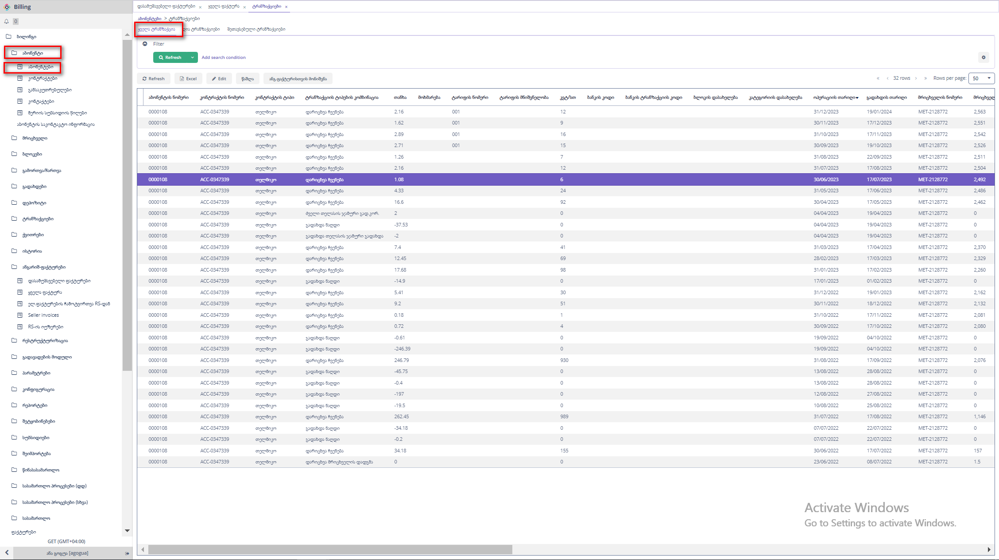 Billing
0
ბილინგი
აბონენტი
აბონენტები
კონტრაქტები
განსაკუთრებულები
კონტაქტები
მერიის სუბსიდიის წილები
აბონენტის საკონტაკტო ინფორმაცია
მრიცხველი
ბლოკები
გამორთვა/ჩართვა
გადახდები
დეპოზიტი
ტრანზაქციები
ქვითრები
ისტორია
ანგარიშ-ფაქტურები
დასამუშავებელი ფაქტურები
ყველა ფაქტურა
ელ.ფაქტურების ჩამოტვირთვა RS-დან
Seller invoices
RS-ის იუზერები
რესტრუქტურიზაცია
გადავადების მოდული
პარამეტრები
კონფიგურაცია
რეპორტები
შეტყობინებები
სუბსიდიები
შეიმპორტება
წინასასამართლო
სასამართლო პროცესები (დდ)
სასამართლო პროცესები (სხვა)
სასამართლო
ფაქტურები
GET (GMT+04:00)
ანა გოგუა [agogua]
დასამუშავებელი ფაქტურები x ყველა ფაქტურა x ტრანზაქციები x
აბონენტები > ტრანზაქციები
ყველა ტრანზაქცია ტრანზაქციები შეთავსებული ტრანზაქციები
Filter
Refresh Add search condition
Refresh Excel Edit წაშლა ანგ.ფაქტურისთვის მონიშვნა
« ‹ 32 rows › » Rows per page: 50
აბონენტის ნომერი კონტრაქტის ნომერი კონტრაქტის ტიპი ტრანზაქციის ტიპების კომბინაცია თანხა მოხმარება ტარიფის ნომერი ტარიფის მნიშვნელობა კვტ/სთ ბანკის კოდი ბანკის ტრანზაქციის კოდი ბლოკის დასახელება კატეგორიის დასახელება ოპერაციის თარიღი გადახდის თარიღი მრიცხველის ნომერი მრიცხველ
0000108 ACC-0347339 თელმიკო დარიცხვა ჩვენება 2.16 001 12 31/12/2023 19/01/2024 MET-2128772 2,563
0000108 ACC-0347339 თელმიკო დარიცხვა ჩვენება 1.62 001 9 30/11/2023 17/12/2023 MET-2128772 2,551
0000108 ACC-0347339 თელმიკო დარიცხვა ჩვენება 2.89 001 16 31/10/2023 17/11/2023 MET-2128772 2,542
0000108 ACC-0347339 თელმიკო დარიცხვა ჩვენება 2.71 001 15 30/09/2023 19/10/2023 MET-2128772 2,526
0000108 ACC-0347339 თელმიკო დარიცხვა ჩვენება 1.26 7 31/08/2023 22/09/2023 MET-2128772 2,511
0000108 ACC-0347339 თელმიკო დარიცხვა ჩვენება 2.16 12 31/07/2023 17/08/2023 MET-2128772 2,504
0000108 ACC-0347339 თელმიკო დარიცხვა ჩვენება 1.08 6 30/06/2023 17/07/2023 MET-2128772 2,492
0000108 ACC-0347339 თელმიკო დარიცხვა ჩვენება 4.33 24 31/05/2023 17/06/2023 MET-2128772 2,486
0000108 ACC-0347339 თელმიკო დარიცხვა ჩვენება 16.6 92 30/04/2023 17/05/2023 MET-2128772 2,462
0000108 ACC-0347339 თელმიკო ძველი თელასის ჯამური გად.კორ. 2 0 04/04/2023 19/04/2023 MET-2128772 0
0000108 ACC-0347339 თელმიკო გადახდა ნაღდი -37.53 0 04/04/2023 19/04/2023 MET-2128772 0
0000108 ACC-0347339 თელმიკო გადახდა თელასის ჯამური გადახდა -2 0 04/04/2023 19/04/2023 MET-2128772 0
0000108 ACC-0347339 თელმიკო დარიცხვა ჩვენება 7.4 41 31/03/2023 17/04/2023 MET-2128772 2,370
0000108 ACC-0347339 თელმიკო დარიცხვა ჩვენება 12.45 69 28/02/2023 17/03/2023 MET-2128772 2,329
0000108 ACC-0347339 თელმიკო დარიცხვა ჩვენება 17.68 98 31/01/2023 17/02/2023 MET-2128772 2,260
0000108 ACC-0347339 თელმიკო გადახდა ნაღდი -14.9 0 17/01/2023 01/02/2023 MET-2128772 0
0000108 ACC-0347339 თელმიკო დარიცხვა ჩვენება 5.41 30 31/12/2022 19/01/2023 MET-2128772 2,162
0000108 ACC-0347339 თელმიკო დარიცხვა ჩვენება 9.2 51 30/11/2022 18/12/2022 MET-2128772 2,132
0000108 ACC-0347339 თელმიკო დარიცხვა ჩვენება 0.18 1 31/10/2022 17/11/2022 MET-2128772 2,081
0000108 ACC-0347339 თელმიკო დარიცხვა ჩვენება 0.72 4 30/09/2022 17/10/2022 MET-2128772 2,080
0000108 ACC-0347339 თელმიკო გადახდა ნაღდი -0.61 0 19/09/2022 04/10/2022 MET-2128772 0
0000108 ACC-0347339 თელმიკო გადახდა ნაღდი -246.39 0 19/09/2022 04/10/2022 MET-2128772 0
0000108 ACC-0347339 თელმიკო დარიცხვა ჩვენება 246.79 930 31/08/2022 17/09/2022 MET-2128772 2,076
0000108 ACC-0347339 თელმიკო გადახდა ნაღდი -45.75 0 13/08/2022 28/08/2022 MET-2128772 0
0000108 ACC-0347339 თელმიკო გადახდა ნაღდი -0.4 0 13/08/2022 28/08/2022 MET-2128772 0
0000108 ACC-0347339 თელმიკო გადახდა ნაღდი -197 0 12/08/2022 27/08/2022 MET-2128772 0
0000108 ACC-0347339 თელმიკო გადახდა ნაღდი -19.5 0 10/08/2022 25/08/2022 MET-2128772 0
0000108 ACC-0347339 თელმიკო დარიცხვა ჩვენება 262.45 989 31/07/2022 17/08/2022 MET-2128772 1,146
0000108 ACC-0347339 თელმიკო გადახდა ნაღდი -34.18 0 07/07/2022 22/07/2022 MET-2128772 0
0000108 ACC-0347339 თელმიკო გადახდა ნაღდი -0.2 0 07/07/2022 22/07/2022 MET-2128772 0
0000108 ACC-0347339 თელმიკო დარიცხვა ჩვენება 34.18 155 30/06/2022 17/07/2022 MET-2128772 157
0000108 ACC-0347339 თელმიკო დარიცხვა მრიცხველის დადგმა 0 0 23/06/2022 08/07/2022 MET-2128772 1.5
Activate Windows
Go to Settings to activate Windows.